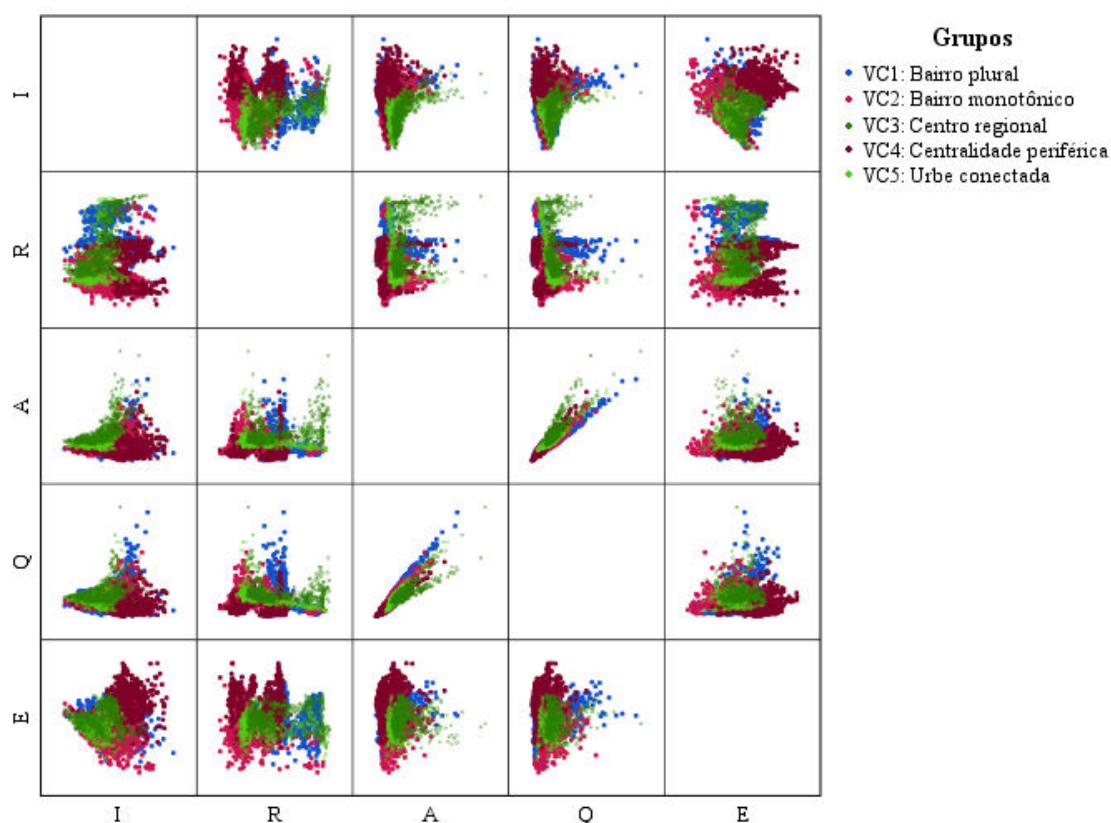 Grupos
VC1: Bairro plural
VC2: Bairro monotônico
VC3: Centro regional
VC4: Centralidade periférica
VC5: Urbe conectada
I
R
A
Q
E
I R A Q E